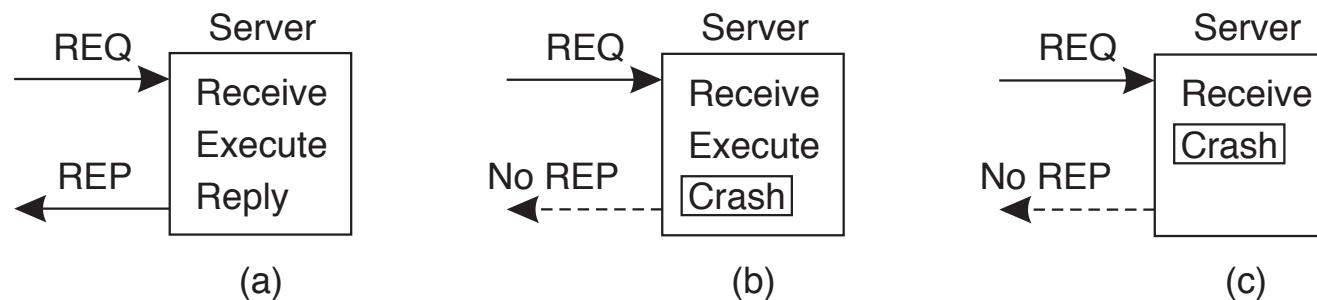 Server
REQ
Receive
Execute
REP
Reply
(a)
Server
REQ
Receive
Execute
No REP
Crash
(b)
Server
REQ
Receive
Crash
No REP
(c)